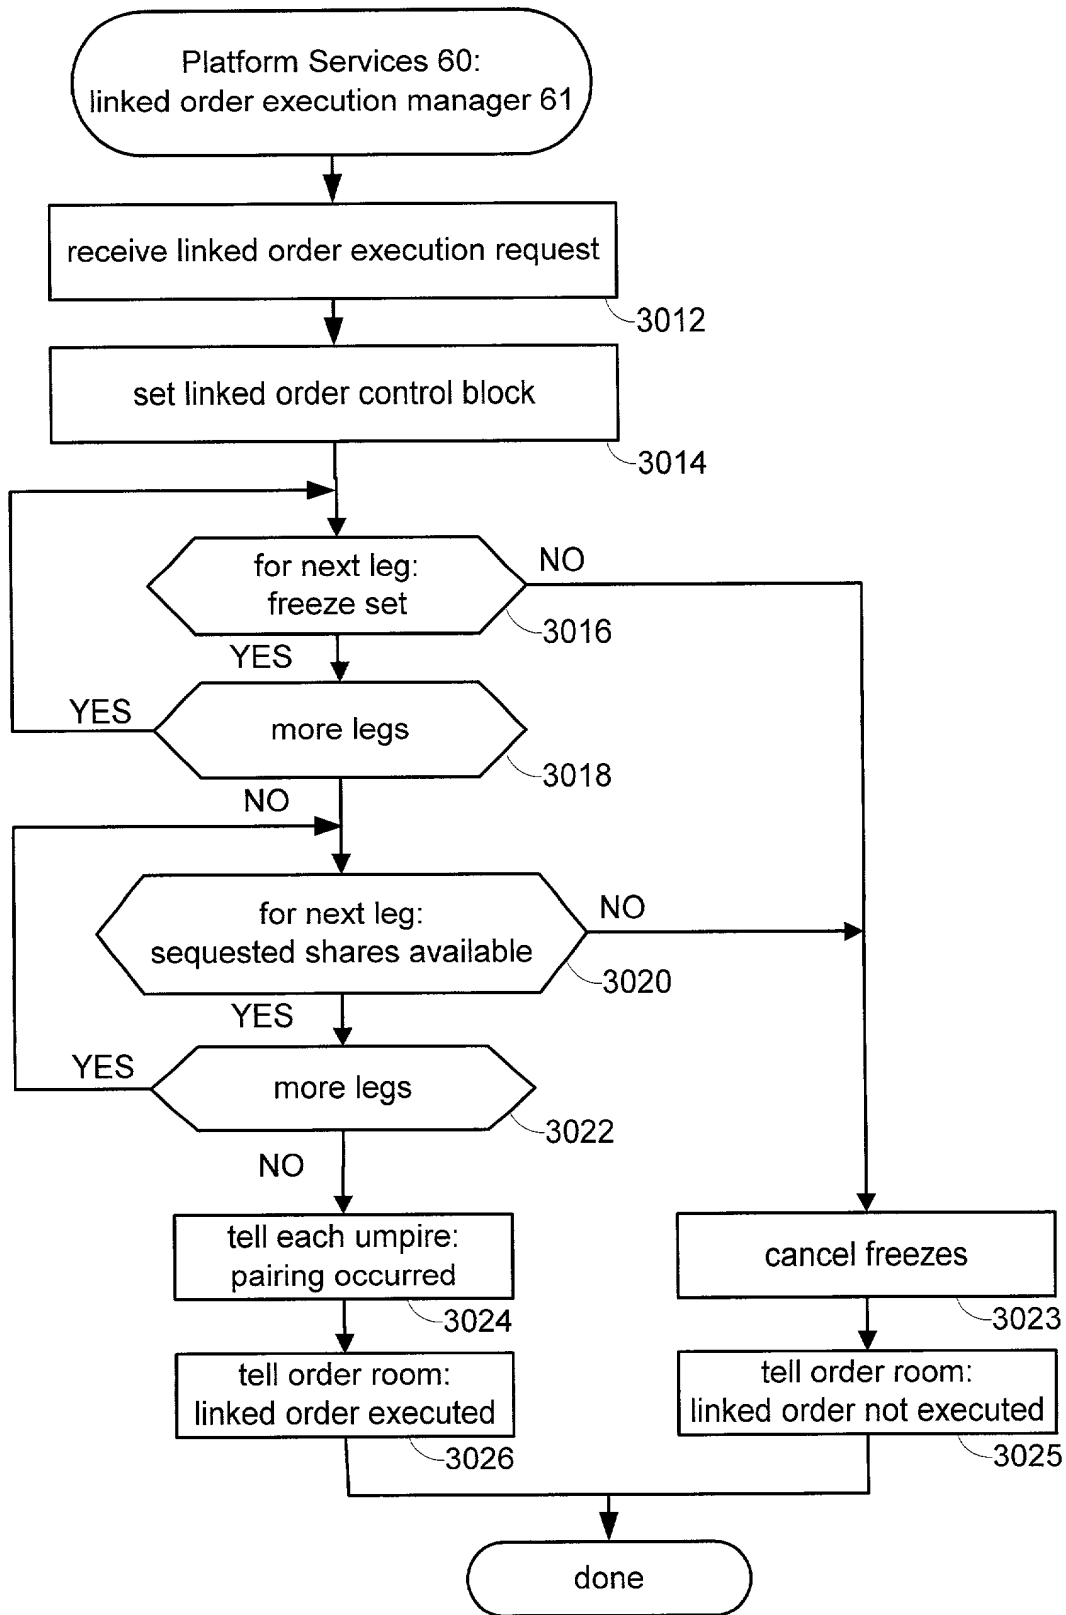 Platform Services 60:
linked order execution manager 61
receive linked order execution request
3012
set linked order control block
3014
for next leg:
freeze set
NO
3016
YES
more legs
YES
3018
NO
for next leg:
sequested shares available
NO
3020
YES
more legs
YES
3022
NO
tell each umpire:
pairing occurred
3024
cancel freezes
3023
tell order room:
linked order executed
3026
tell order room:
linked order not executed
3025
done